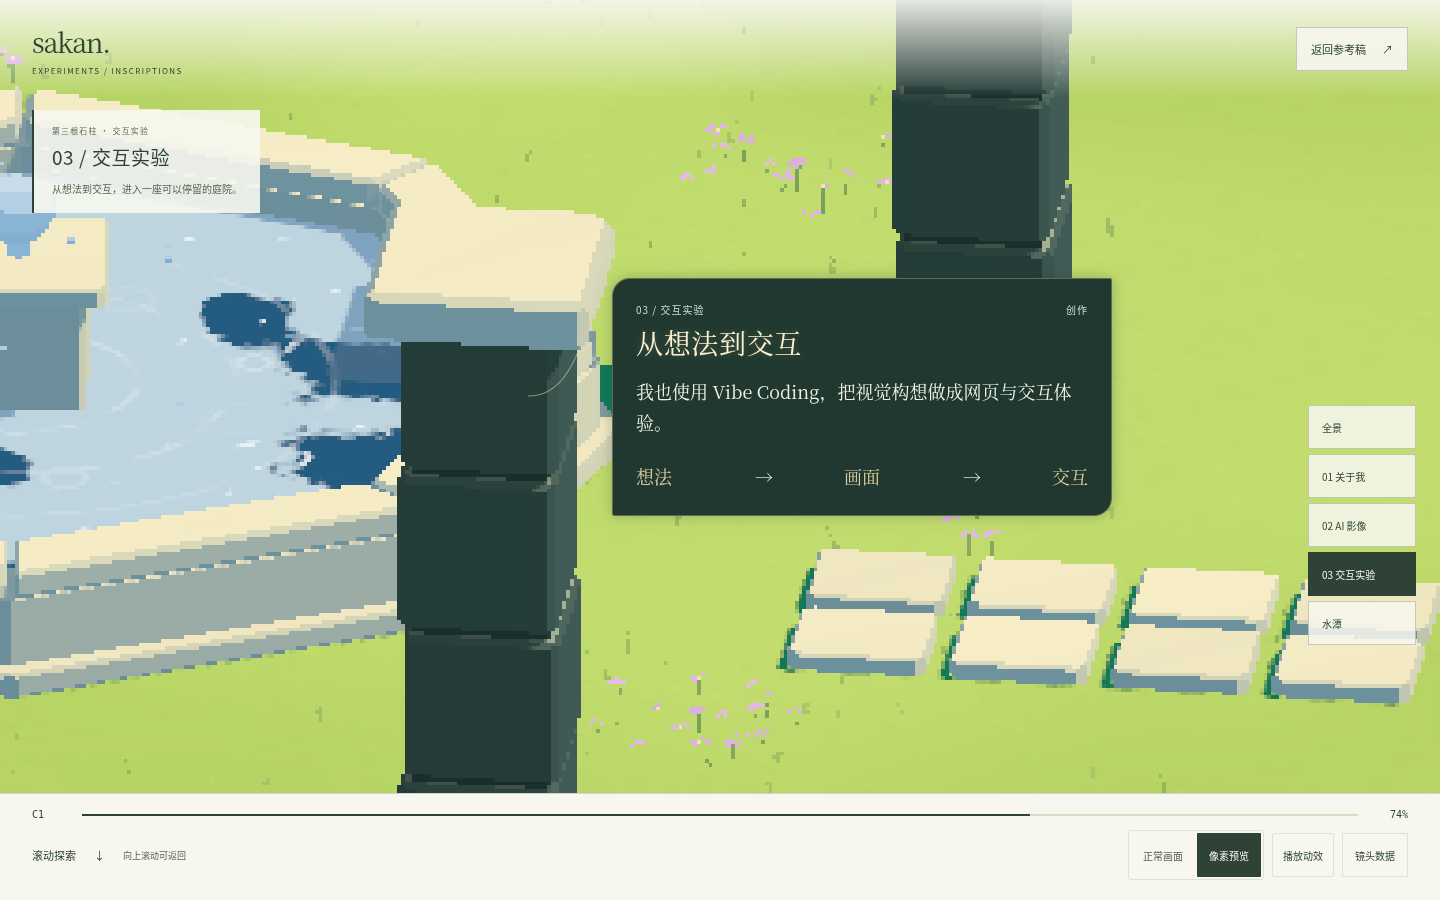 sakan.
EXPERIMENTS / INSCRIPTIONS
返回参考稿 ↗
第三根石柱 · 交互实验
03 / 交互实验
从想法到交互，进入一座可以停留的庭院。
03 / 交互实验
创作
从想法到交互
我也使用 Vibe Coding，把视觉构想做成网页与交互体
验。
想法 → 画面 → 交互
全景
01 关于我
02 AI 影像
03 交互实验
水潭
C1
74%
滚动探索 ↓ 向上滚动可返回
正常画面
像素预览
播放动效
镜头数据